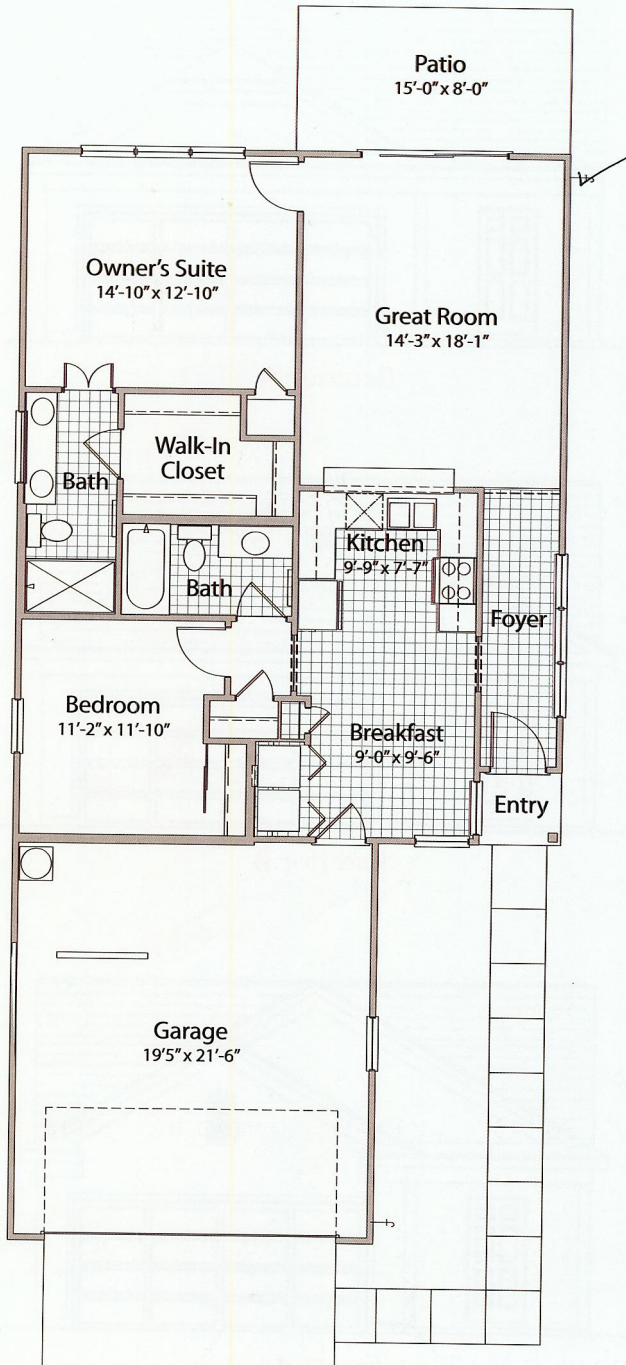 Patio
15'-0" x 8'-0"
Owner's Suite
14'-10" x 12'-10"
Great Room
14'-3" x 18'-1"
Walk-In
Closet
Bath
Kitchen
9'-9" x 7'-7"
Bath
Foyer
Bedroom
11'-2" x 11'-10"
Breakfast
9'-0" x 9'-6"
Entry
Garage
19'5" x 21'-6"